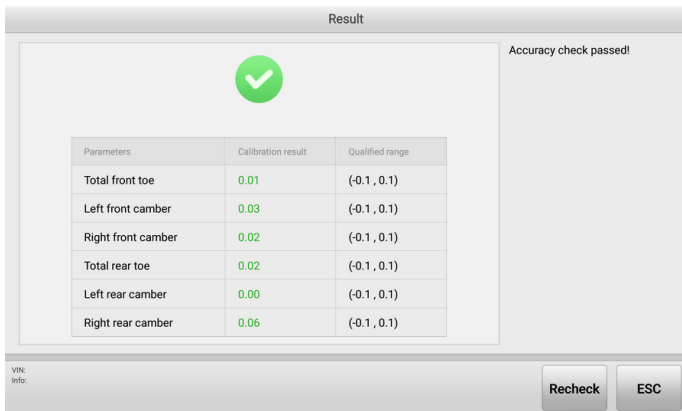 Result
Accuracy check passed!
Parameters Calibration result Qualified range
Total front toe 0.01 (-0.1 , 0.1)
Left front camber 0.03 (-0.1 , 0.1)
Right front camber 0.02 (-0.1 , 0.1)
Total rear toe 0.02 (-0.1 , 0.1)
Left rear camber 0.00 (-0.1 , 0.1)
Right rear camber 0.06 (-0.1 , 0.1)
VIN:
Info:
Recheck ESC